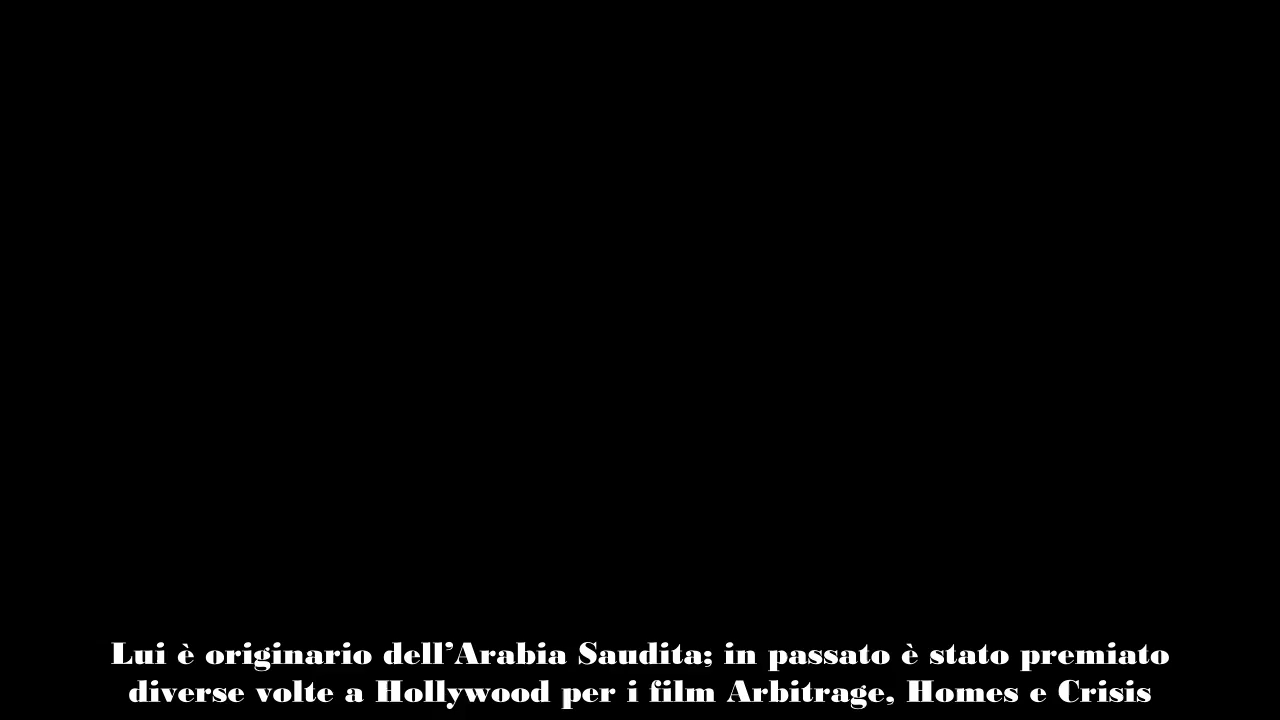 Lui è originario dell’Arabia Saudita; in passato è stato premiato
diverse volte a Hollywood per i film Arbitrage, Homes e Crisis